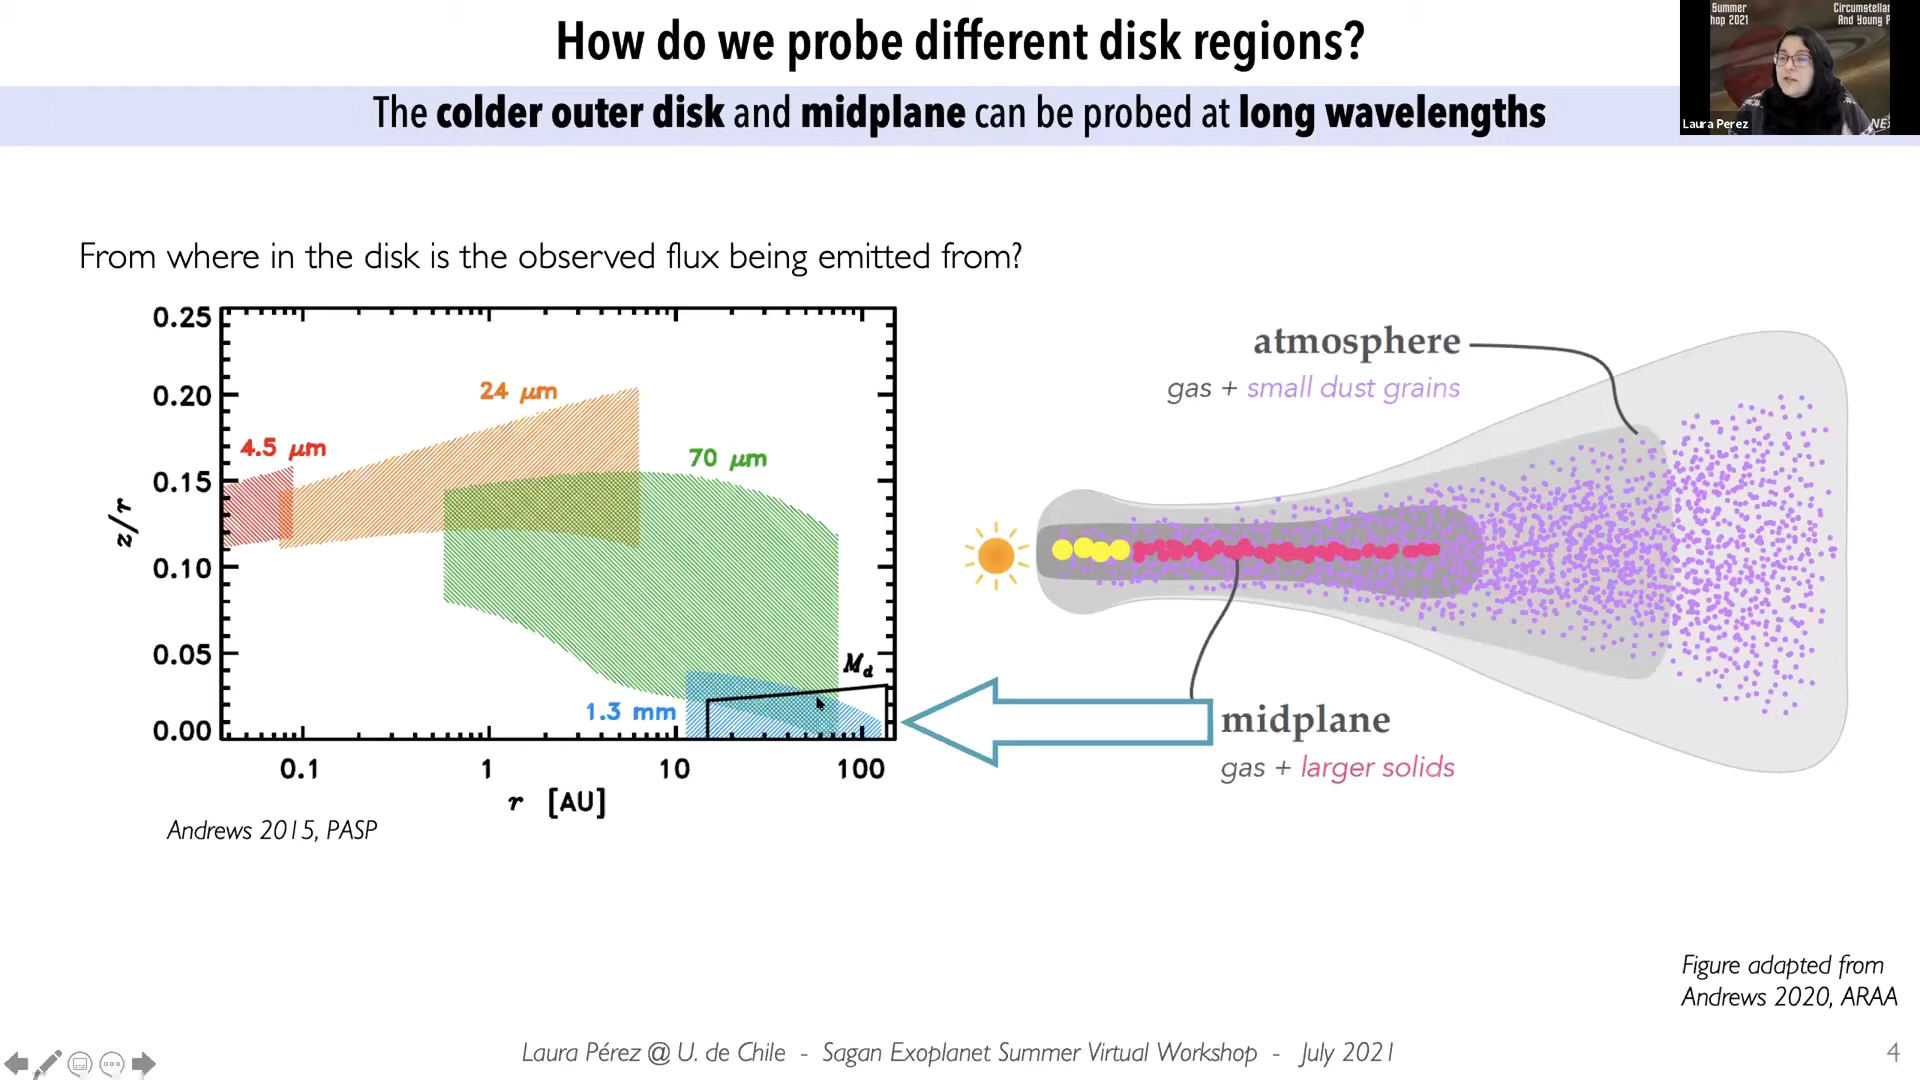 How do we probe different disk regions?
The colder outer disk and midplane can be probed at long wavelengths
Summer
hop 2021
Circumstellar
And Young P
Laura Perez
From where in the disk is the observed flux being emitted from?
0.25
0.20
0.15
0.10
0.05
0.00
z/r
4.5 μm
24 μm
70 μm
1.3 mm
Md
0.1 1 10 100
r [AU]
Andrews 2015, PASP
atmosphere
gas + small dust grains
midplane
gas + larger solids
Figure adapted from
Andrews 2020, ARAA
Laura Pérez @ U. de Chile - Sagan Exoplanet Summer Virtual Workshop - July 2021
4